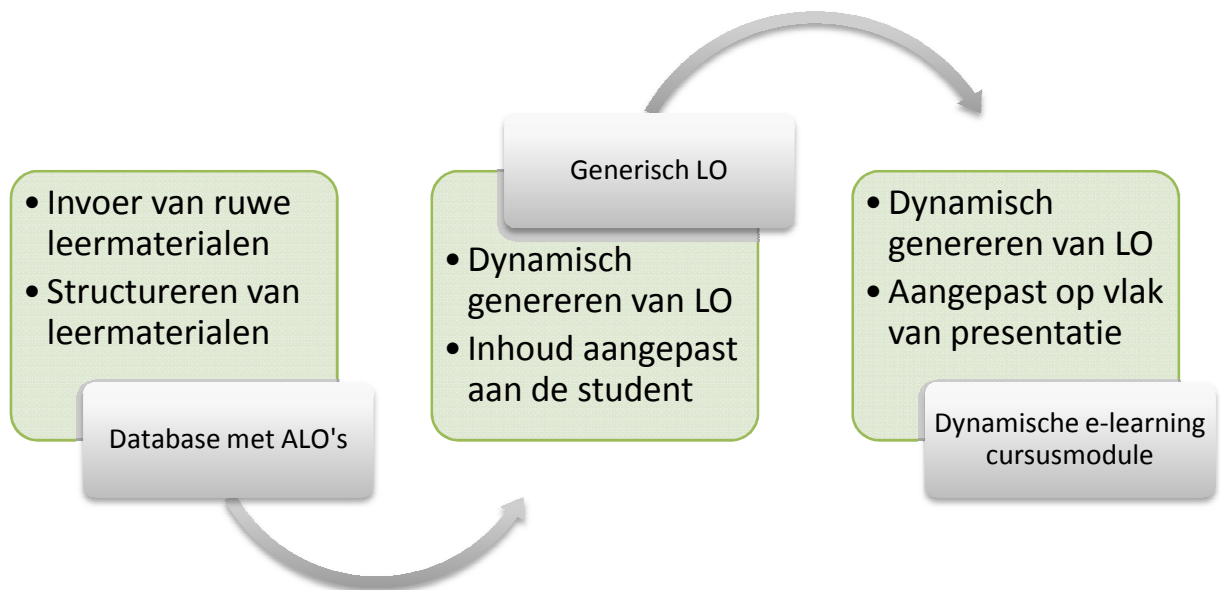 • Invoer van ruwe
leermaterialen
• Structureren van
leermaterialen
Database met ALO's
Generisch LO
• Dynamisch
genereren van LO
• Inhoud aangepast
aan de student
• Dynamisch
genereren van LO
• Aangepast op vlak
van presentatie
Dynamische e-learning
cursusmodule